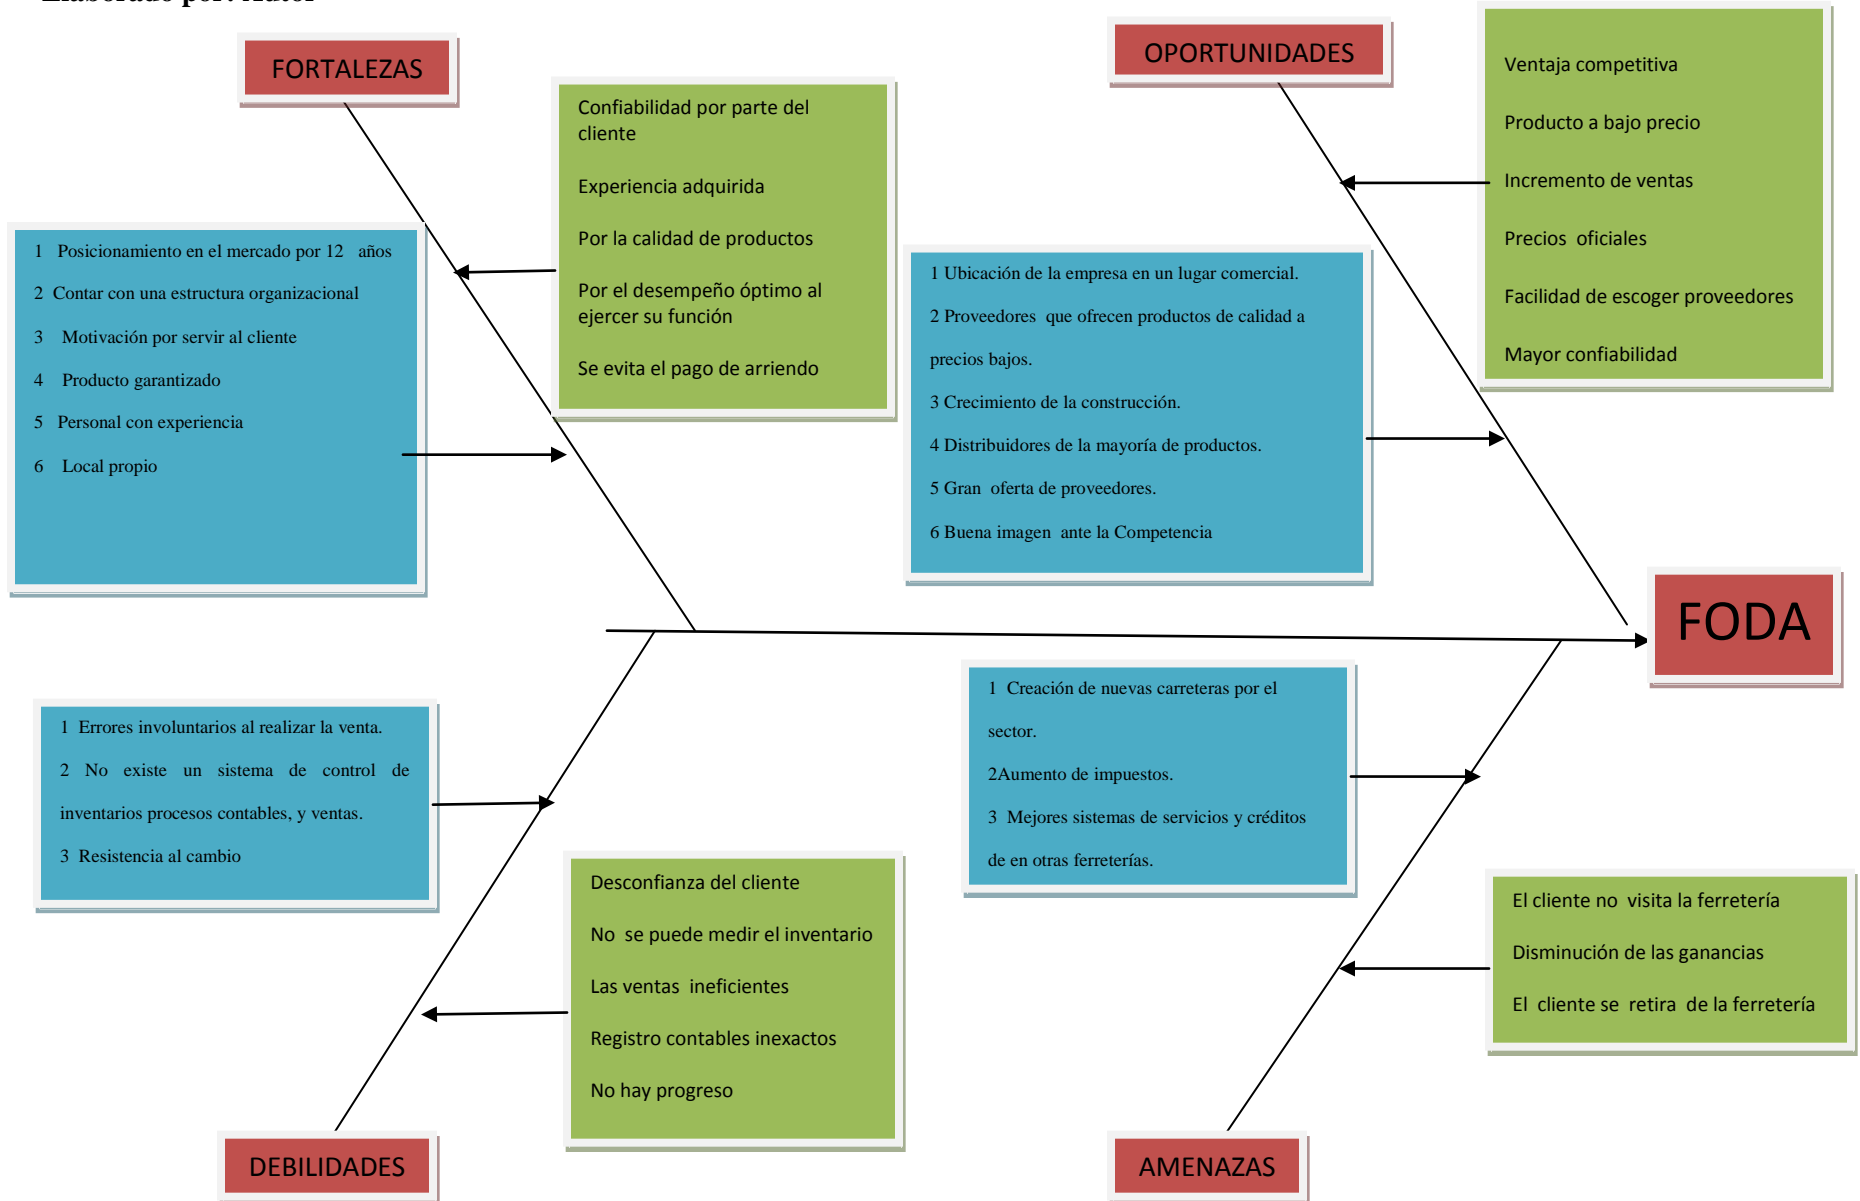 Elaborado por: Autor
FORTALEZAS
Confiabilidad por parte del
cliente
Experiencia adquirida
Por la calidad de productos
Por el desempeño óptimo al
ejercer su función
Se evita el pago de arriendo
1 Posicionamiento en el mercado por 12 años
2 Contar con una estructura organizacional
3 Motivación por servir al cliente
4 Producto garantizado
5 Personal con experiencia
6 Local propio
OPORTUNIDADES
Ventaja competitiva
Producto a bajo precio
Incremento de ventas
Precios oficiales
Facilidad de escoger proveedores
Mayor confiabilidad
1 Ubicación de la empresa en un lugar comercial.
2 Proveedores que ofrecen productos de calidad a
precios bajos.
3 Crecimiento de la construcción.
4 Distribuidores de la mayoría de productos.
5 Gran oferta de proveedores.
6 Buena imagen ante la Competencia
FODA
1 Errores involuntarios al realizar la venta.
2 No existe un sistema de control de
inventarios procesos contables, y ventas.
3 Resistencia al cambio
Desconfianza del cliente
No se puede medir el inventario
Las ventas ineficientes
Registro contables inexactos
No hay progreso
DEBILIDADES
1 Creación de nuevas carreteras por el
sector.
2Aumento de impuestos.
3 Mejores sistemas de servicios y créditos
de en otras ferreterías.
El cliente no visita la ferretería
Disminución de las ganancias
El cliente se retira de la ferretería
AMENAZAS